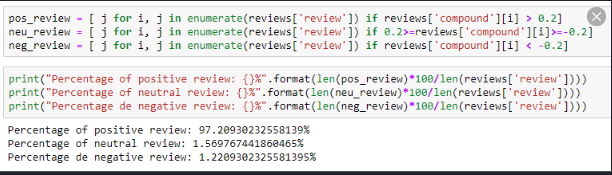 pos_review = [ j for i, j in enumerate(reviews['review']) if reviews['compound'][i] > 0.2]
neu_review = [ j for i, j in enumerate(reviews['review']) if 0.2>=reviews['compound'][i]>=-0.2]
neg_review = [ j for i, j in enumerate(reviews['review']) if reviews['compound'][i] < -0.2]
print("Percentage of positive review: {}%".format(len(pos_review)*100/len(reviews['review'])))
print("Percentage of neutral review: {}%".format(len(neu_review)*100/len(reviews['review'])))
print("Percentage de negative review: {}%".format(len(neg_review)*100/len(reviews['review'])))
Percentage of positive review: 97.20930232558139%
Percentage of neutral review: 1.569767441860465%
Percentage de negative review: 1.2209302325581395%